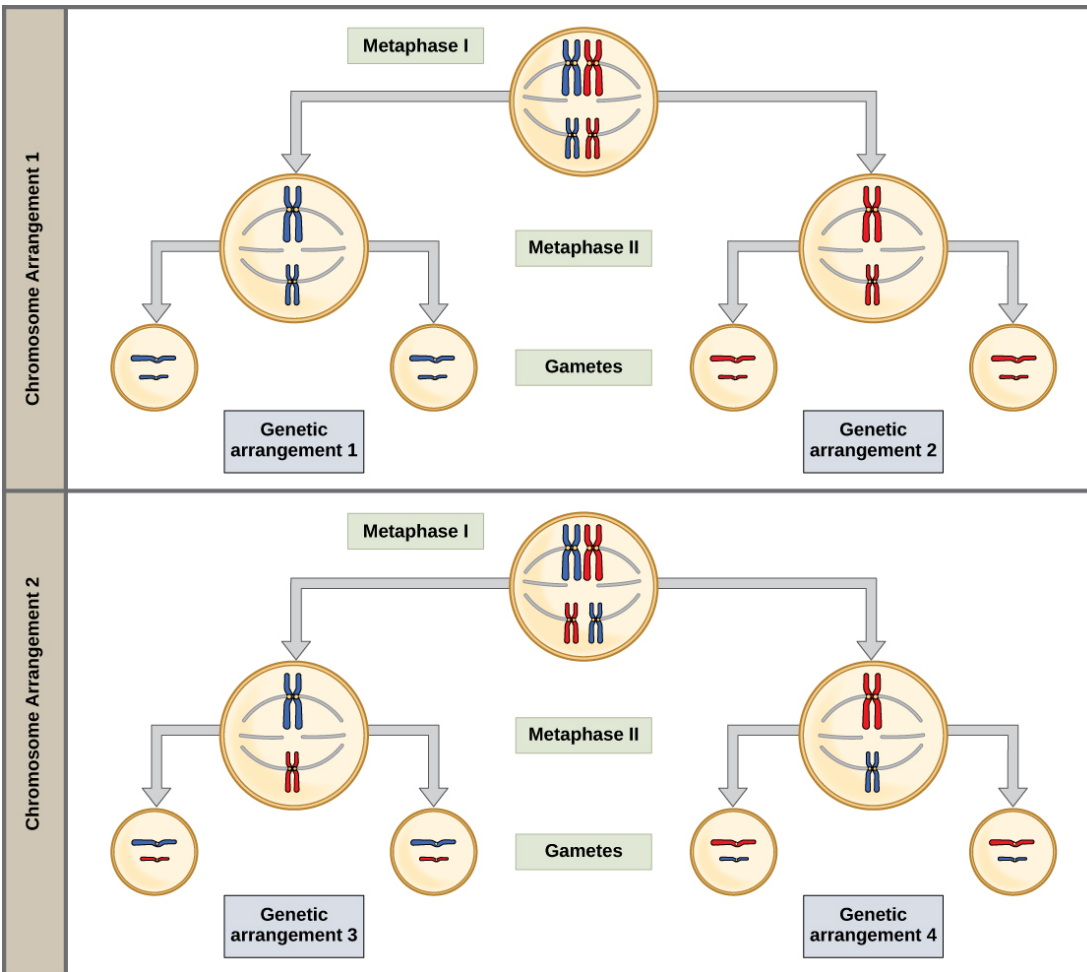 Chromosome Arrangement 1
Metaphase I
Metaphase II
Gametes
Genetic
arrangement 1
Genetic
arrangement 2
Chromosome Arrangement 2
Metaphase I
Metaphase II
Gametes
Genetic
arrangement 3
Genetic
arrangement 4